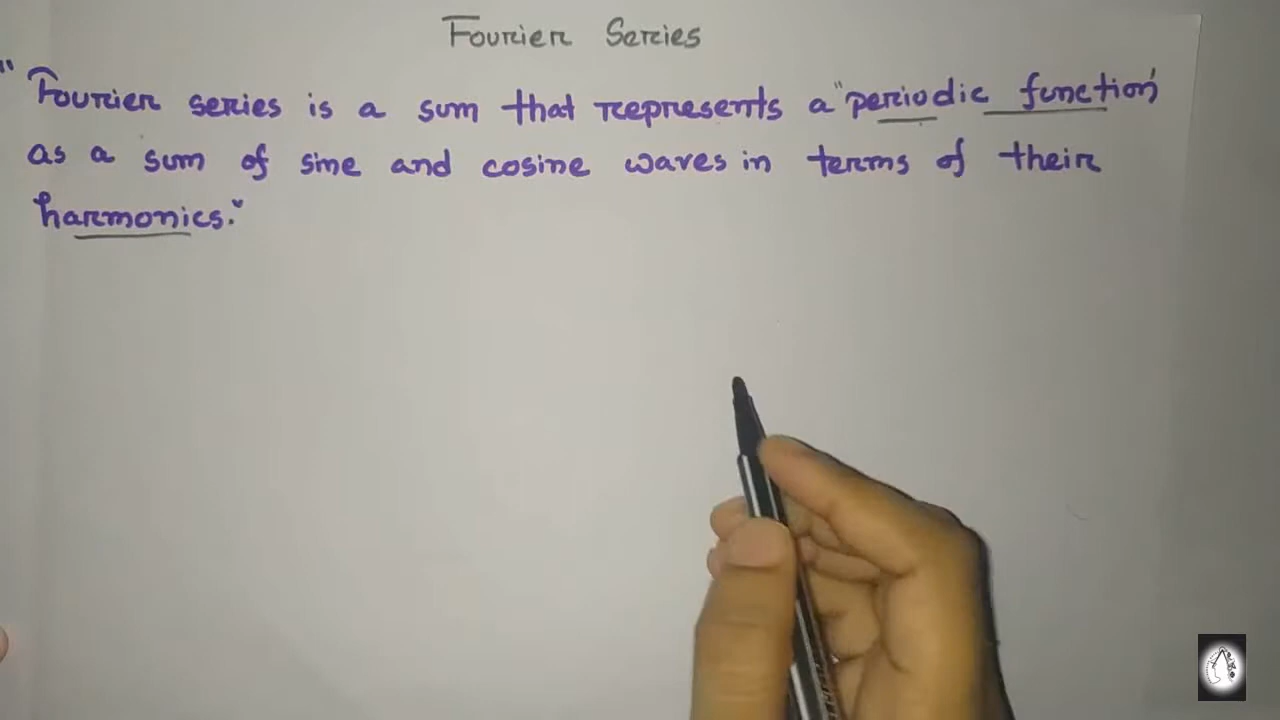 Fourier Series
"Fourier series is a sum that represents a "periodic function"
as a sum of sine and cosine waves in terms of their
harmonics."